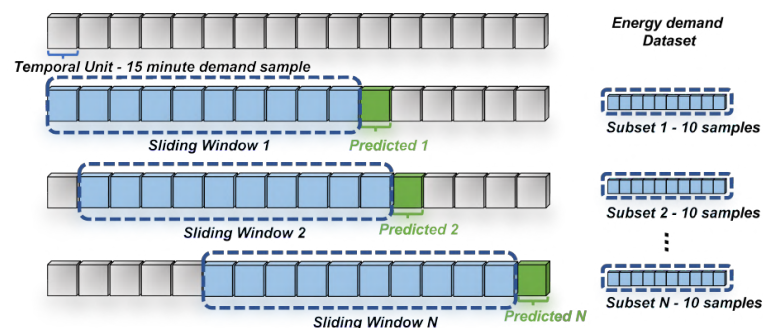 Energy demand
Dataset
Temporal Unit - 15 minute demand sample
Sliding Window 1
Predicted 1
Subset 1 - 10 samples
Sliding Window 2
Predicted 2
Subset 2 - 10 samples
...
Sliding Window N
Predicted N
Subset N - 10 samples